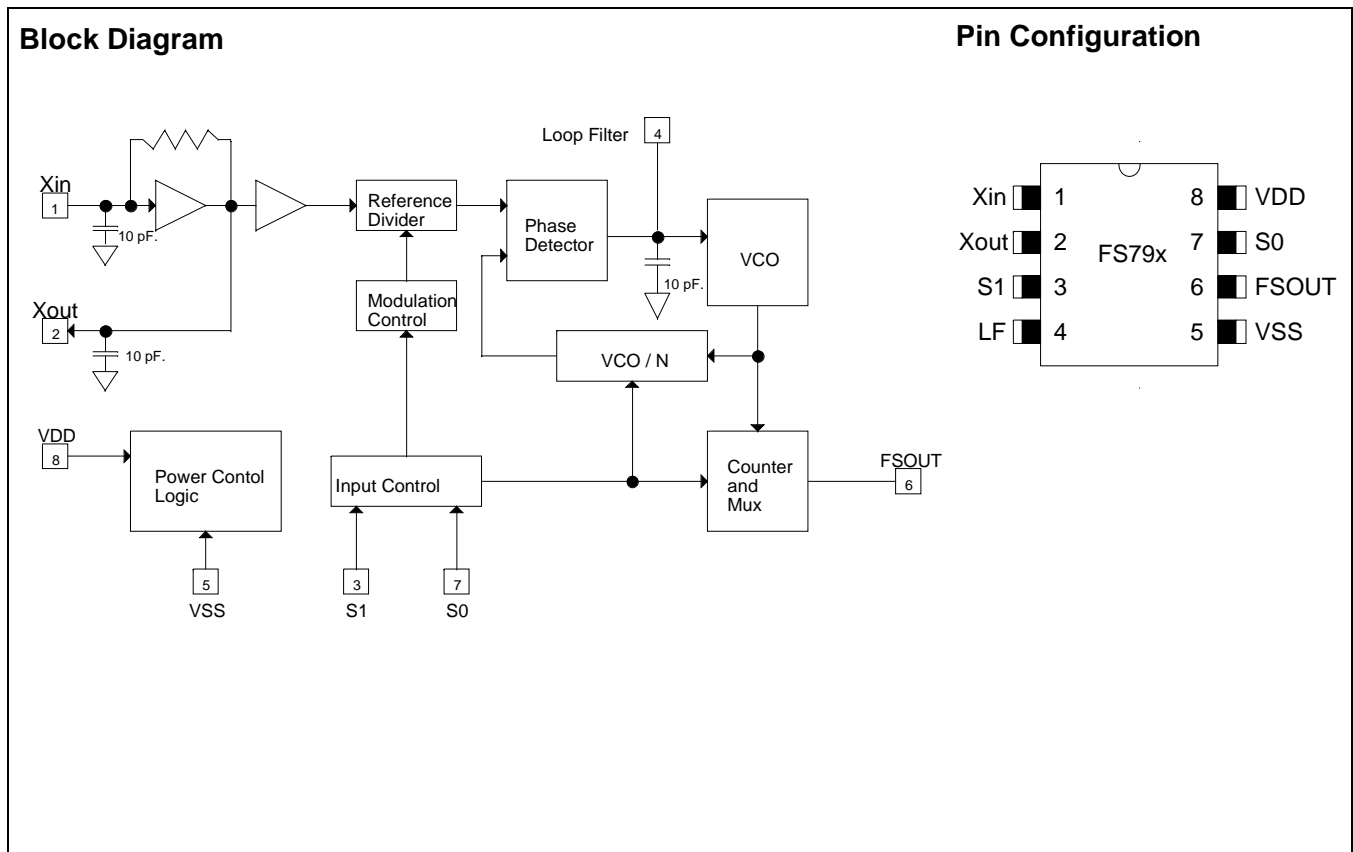 Block Diagram
Pin Configuration
Loop Filter
4
Xin
1
10 pF.
Reference
Divider
Phase
Detector
VCO
10 pF.
Modulation
Control
Xout
2
10 pF.
VCO / N
VDD
8
Power Contol
Logic
Input Control
Counter
and
Mux
FSOUT
6
5
VSS
3
S1
7
S0
Xin 1 8 VDD
Xout 2 7 S0
FS79x
S1 3 6 FSOUT
LF 4 5 VSS